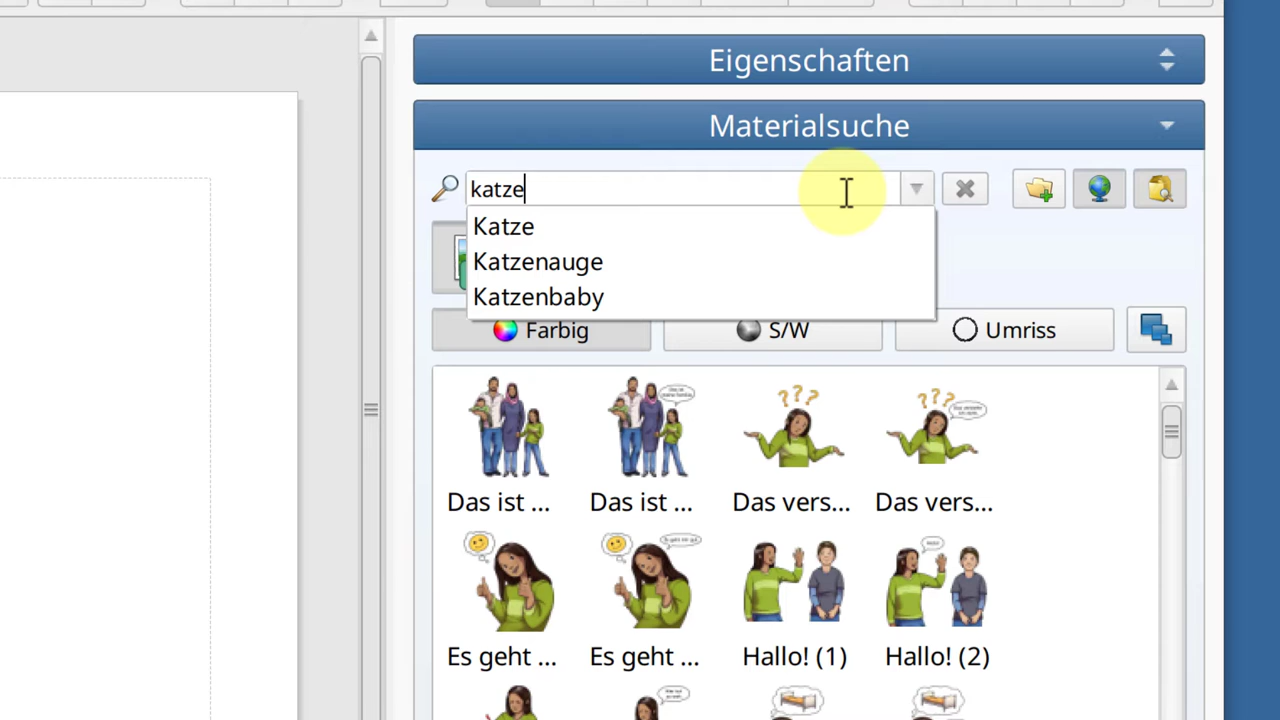 Eigenschaften
Materialsuche
katze
Katze
Katzenauge
Katzenbaby
Farbig
S/W
Umriss
Das ist ...
Das ist ...
Das vers...
Das vers...
Es geht ...
Es geht ...
Hallo! (1)
Hallo! (2)